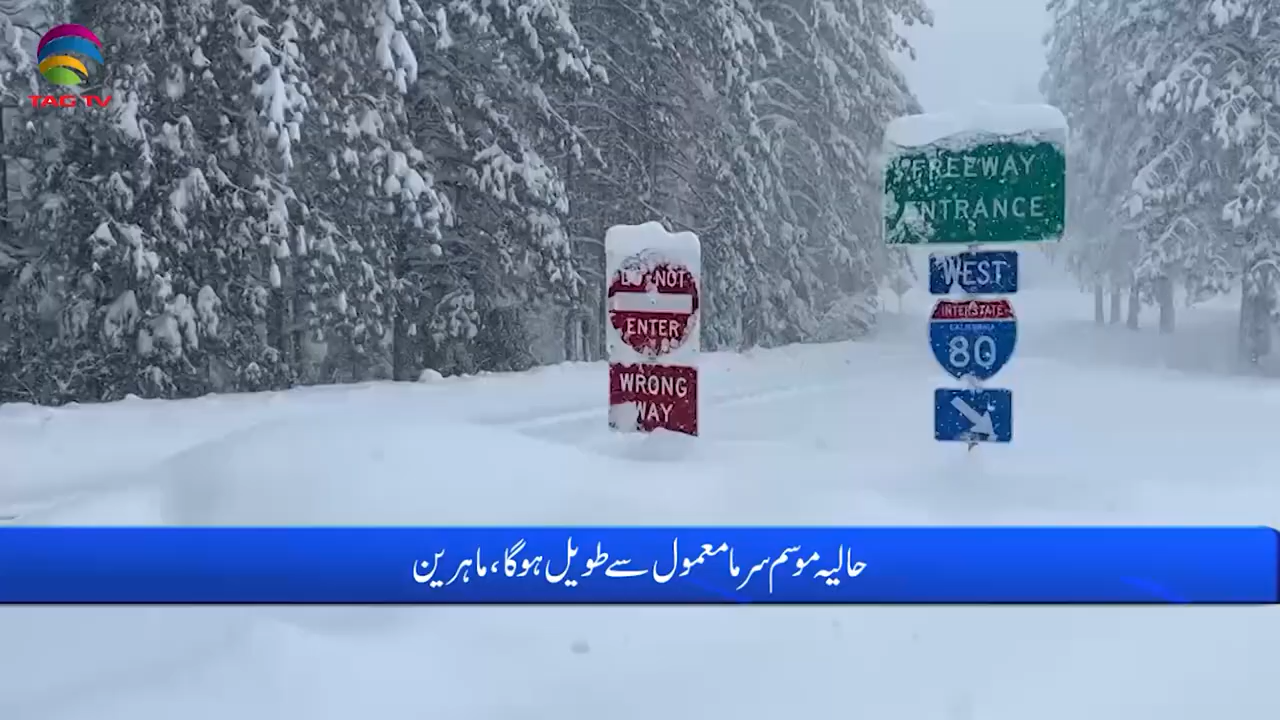 TAG TV
FREEWAY
ENTRANCE
WEST
INTERSTATE
CALIFORNIA
80
DO NOT
ENTER
WRONG
WAY
حالیہ موسم سرما معمول سے طویل ہوگا، ماہرین